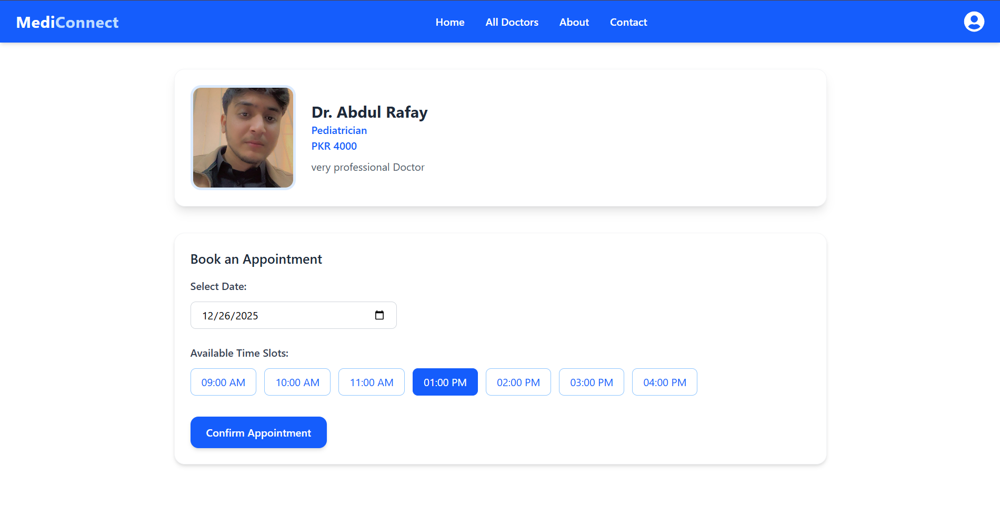 MediConnect
Home All Doctors About Contact
Dr. Abdul Rafay
Pediatrician
PKR 4000
very professional Doctor
Book an Appointment
Select Date:
12/26/2025
Available Time Slots:
09:00 AM 10:00 AM 11:00 AM 01:00 PM 02:00 PM 03:00 PM 04:00 PM
Confirm Appointment